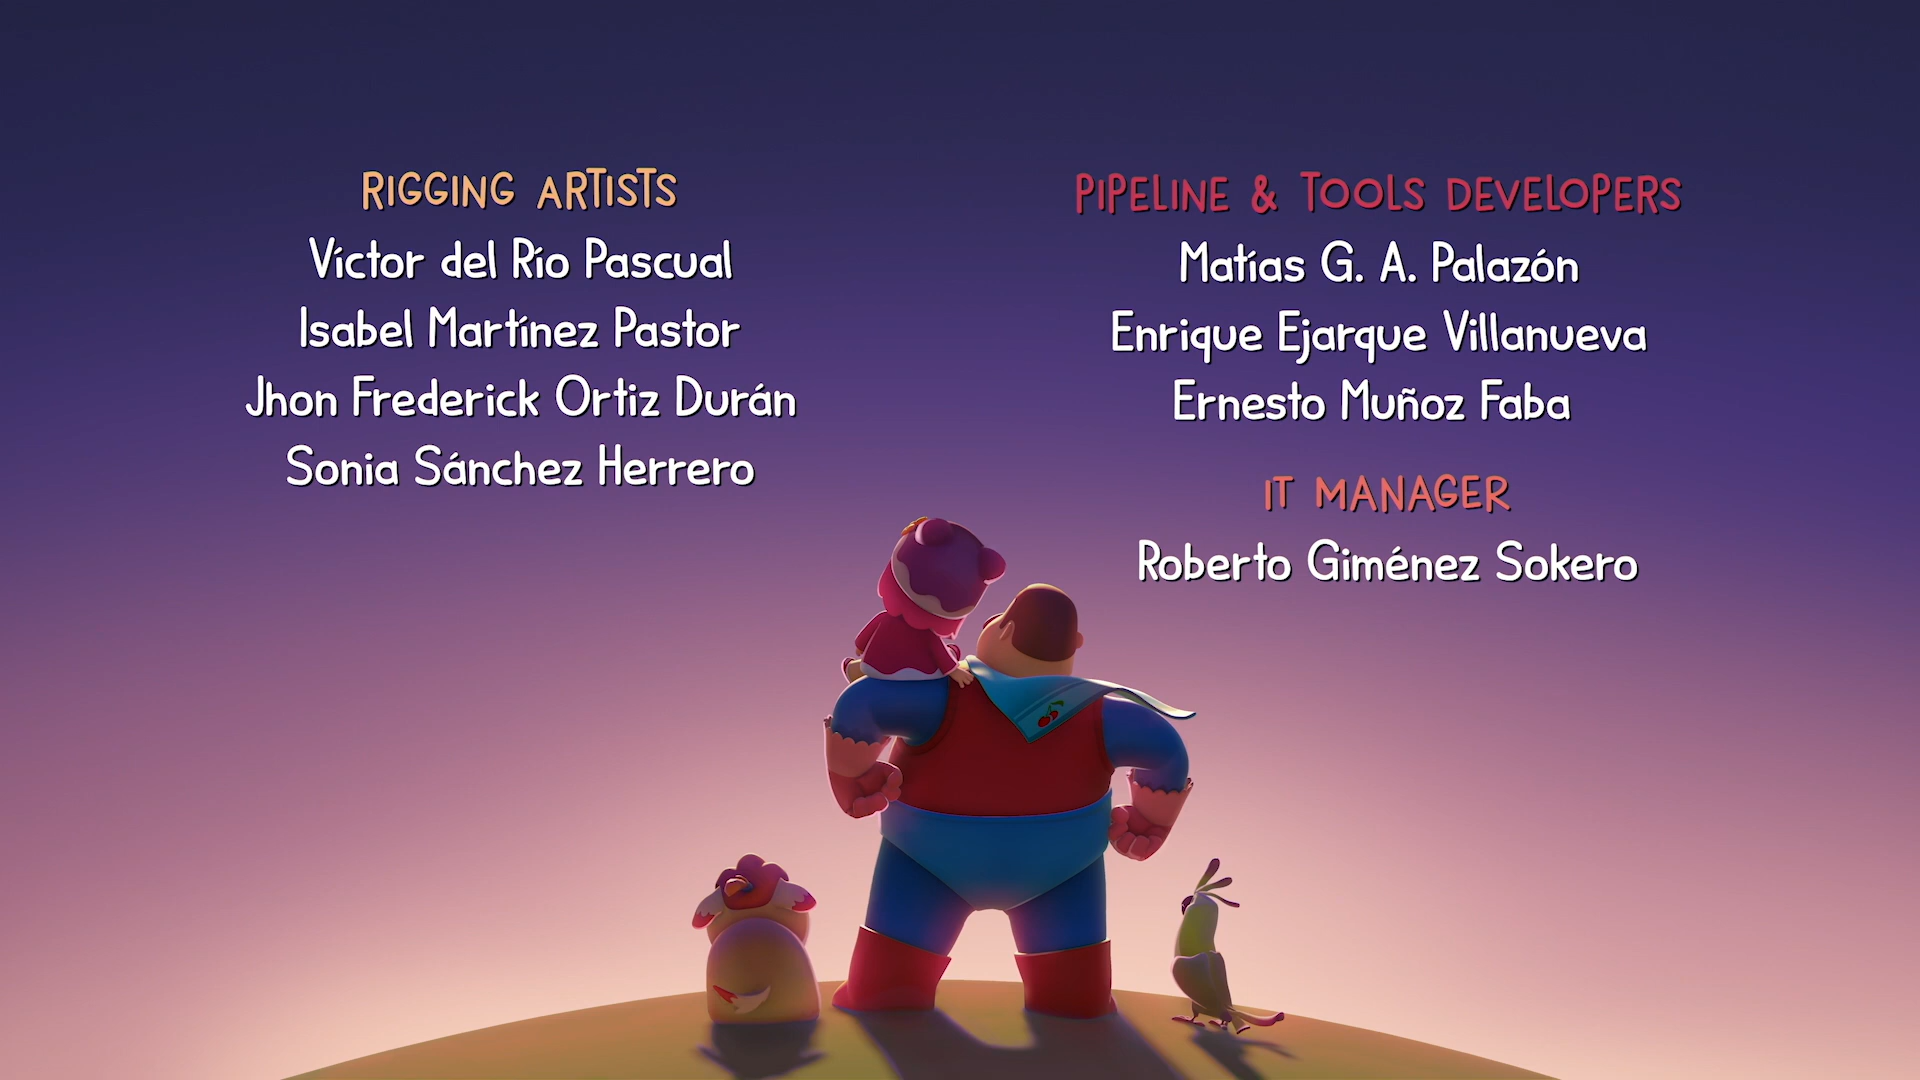 RIGGING ARTISTS
Víctor del Río Pascual
Isabel Martínez Pastor
Jhon Frederick Ortiz Durán
Sonia Sánchez Herrero
PIPELINE & TOOLS DEVELOPERS
Matías G. A. Palazón
Enrique Ejarque Villanueva
Ernesto Muñoz Faba
IT MANAGER
Roberto Giménez Sokero